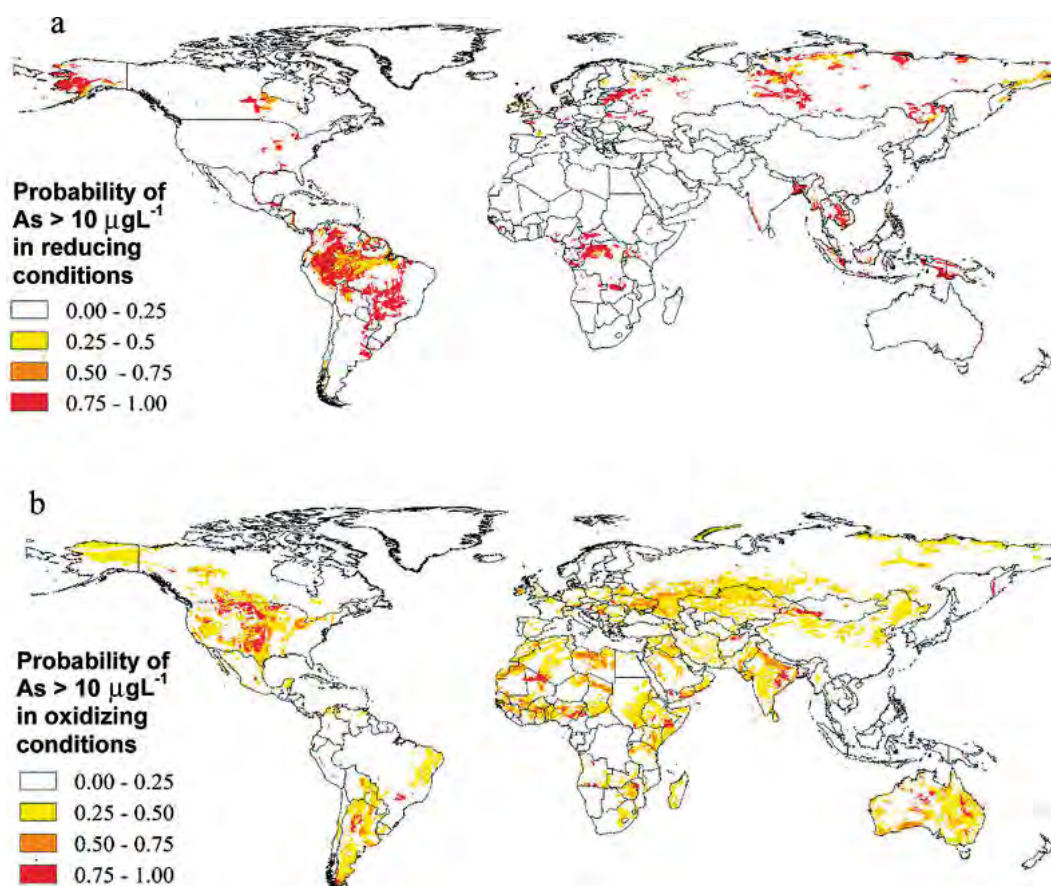 a
Probability of
As > 10 µgL⁻¹
in reducing
conditions
0.00 - 0.25
0.25 - 0.5
0.50 - 0.75
0.75 - 1.00
b
Probability of
As > 10 µgL⁻¹
in oxidizing
conditions
0.00 - 0.25
0.25 - 0.50
0.50 - 0.75
0.75 - 1.00